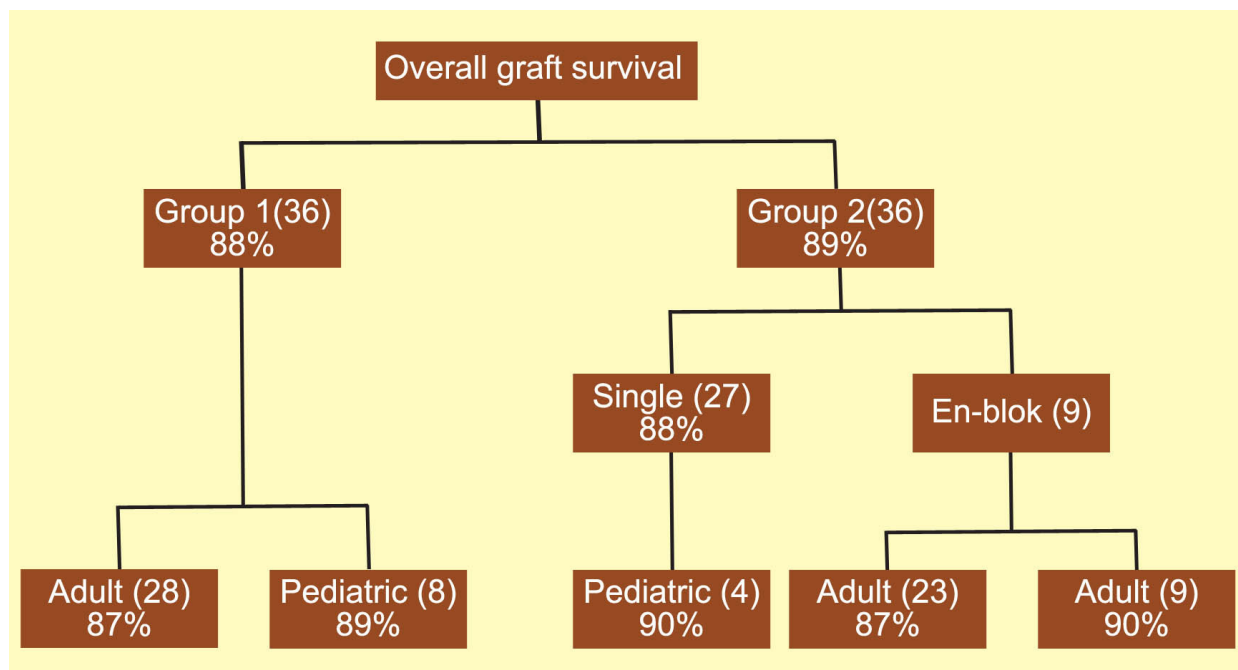 Overall graft survival
Group 1(36)
88%
Group 2(36)
89%
Single (27)
88%
En-blok (9)
Adult (28)
87%
Pediatric (8)
89%
Pediatric (4)
90%
Adult (23)
87%
Adult (9)
90%